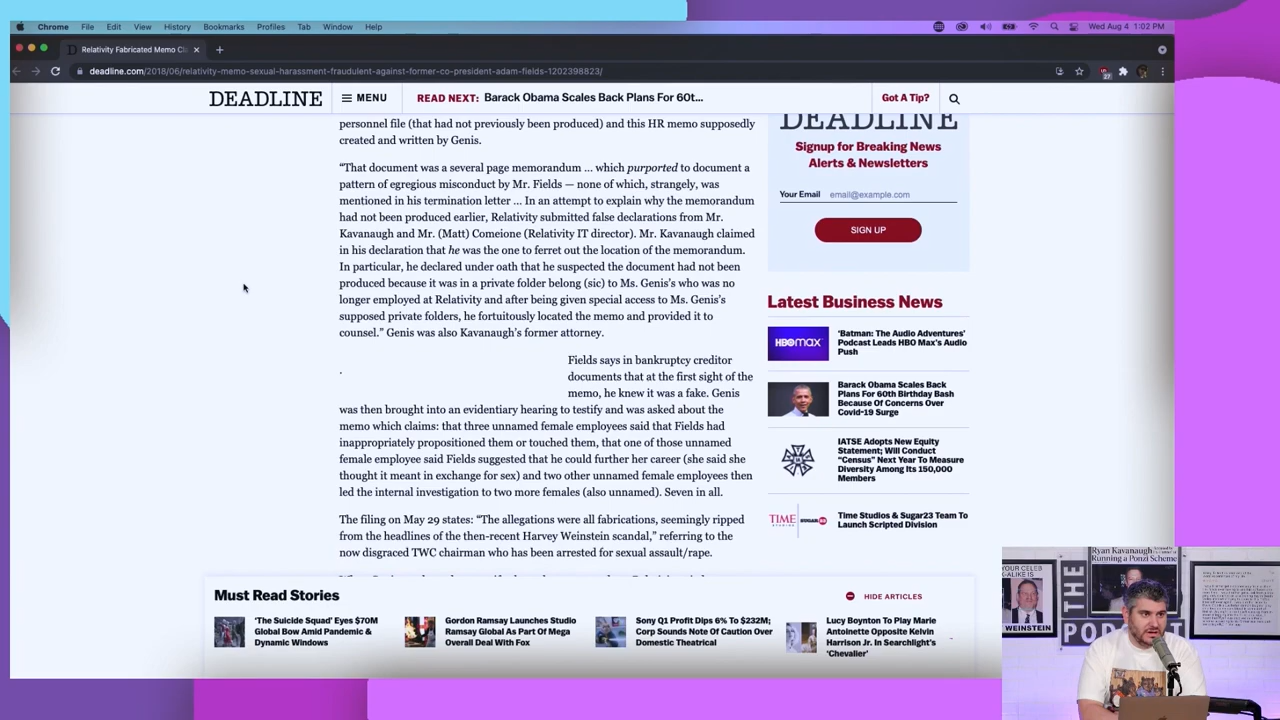 Chrome File Edit View History Bookmarks Profiles Tab Window Help
Wed Aug 4 1:02 PM
Relativity Fabricated Memo Cl
deadline.com/2018/06/relativity-memo-sexual-harassment-fraudulent-against-former-co-president-adam-fields-1202398823/
27
DEADLINE
MENU
READ NEXT: Barack Obama Scales Back Plans For 60t...
Got A Tip?
personnel file (that had not previously been produced) and this HR memo supposedly
created and written by Genis.
“That document was a several page memorandum … which purported to document a
pattern of egregious misconduct by Mr. Fields — none of which, strangely, was
mentioned in his termination letter … In an attempt to explain why the memorandum
had not been produced earlier, Relativity submitted false declarations from Mr.
Kavanaugh and Mr. (Matt) Comeione (Relativity IT director). Mr. Kavanaugh claimed
in his declaration that he was the one to ferret out the location of the memorandum.
In particular, he declared under oath that he suspected the document had not been
produced because it was in a private folder belong (sic) to Ms. Genis’s who was no
longer employed at Relativity and after being given special access to Ms. Genis’s
supposed private folders, he fortuitously located the memo and provided it to
counsel.” Genis was also Kavanaugh’s former attorney.
.
Fields says in bankruptcy creditor
documents that at the first sight of the
memo, he knew it was a fake. Genis
was then brought into an evidentiary hearing to testify and was asked about the
memo which claims: that three unnamed female employees said that Fields had
inappropriately propositioned them or touched them, that one of those unnamed
female employee said Fields suggested that he could further her career (she said she
thought it meant in exchange for sex) and two other unnamed female employees then
led the internal investigation to two more females (also unnamed). Seven in all.
The filing on May 29 states: “The allegations were all fabrications, seemingly ripped
from the headlines of the then-recent Harvey Weinstein scandal,” referring to the
now disgraced TWC chairman who has been arrested for sexual assault/rape.
DEADLINE
Signup for Breaking News
Alerts & Newsletters
Your Email email@example.com
SIGN UP
Latest Business News
HBOMAX
‘Batman: The Audio Adventures’
Podcast Leads HBO Max’s Audio
Push
Barack Obama Scales Back
Plans For 60th Birthday Bash
Because Of Concerns Over
Covid-19 Surge
IATSE Adopts New Equity
Statement; Will Conduct
“Census” Next Year To Measure
Diversity Among Its 150,000
Members
TIME STUDIOS
SUGAR23
Time Studios & Sugar23 Team To
Launch Scripted Division
Must Read Stories
HIDE ARTICLES
‘The Suicide Squad’ Eyes $70M
Global Bow Amid Pandemic &
Dynamic Windows
Gordon Ramsay Launches Studio
Ramsay Global As Part Of Mega
Overall Deal With Fox
Sony Q1 Profit Dips 6% To $232M;
Corp Sounds Note Of Caution Over
Domestic Theatrical
Lucy Boynton To Play Marie
Antoinette Opposite Kelvin
Harrison Jr. In Searchlight’s
‘Chevalier’
YOUR CELEB
K-ALIKE IS
WEINSTEIN
THE
PODCAST
Ryan Kavanaugh
Running a Ponzi Scheme